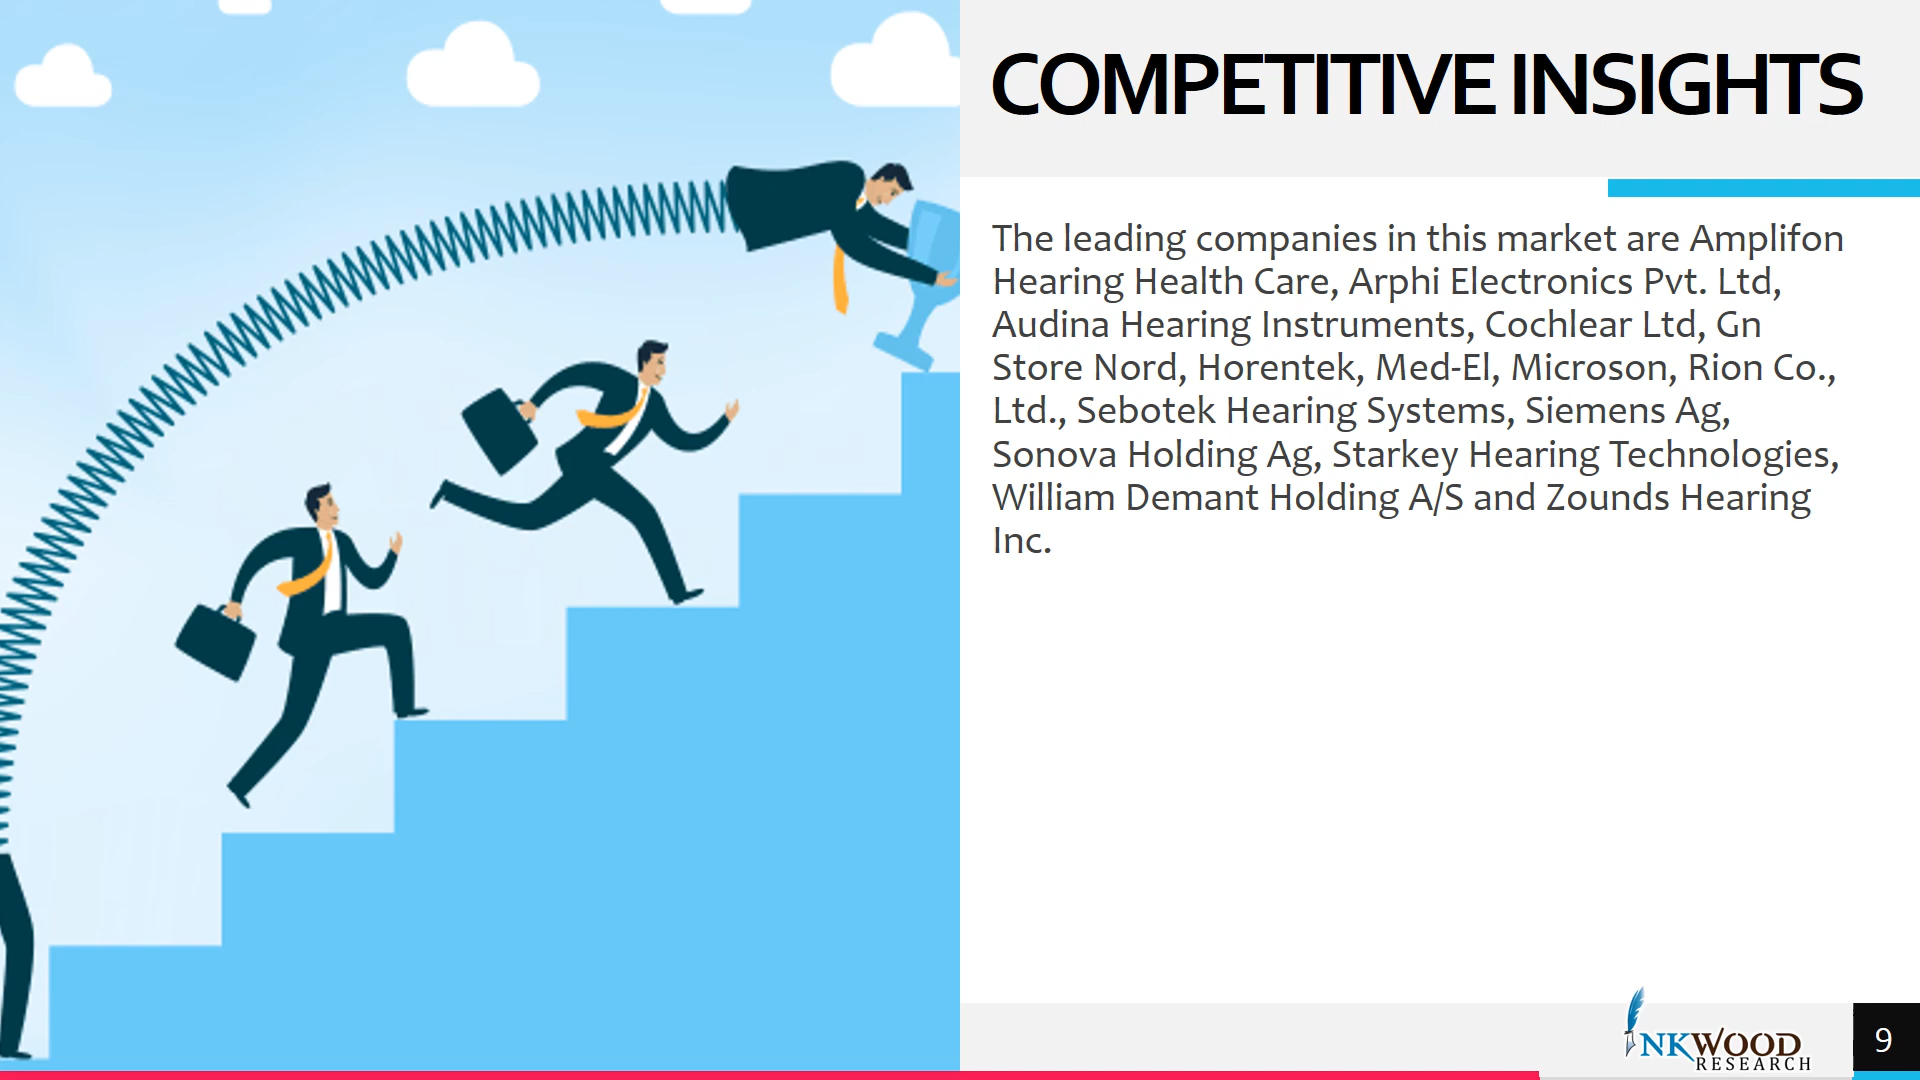 COMPETITIVE INSIGHTS
The leading companies in this market are Amplifon
Hearing Health Care, Arphi Electronics Pvt. Ltd,
Audina Hearing Instruments, Cochlear Ltd, Gn
Store Nord, Horentek, Med-El, Microson, Rion Co.,
Ltd., Sebotek Hearing Systems, Siemens Ag,
Sonova Holding Ag, Starkey Hearing Technologies,
William Demant Holding A/S and Zounds Hearing
Inc.
INKWOOD
RESEARCH
9